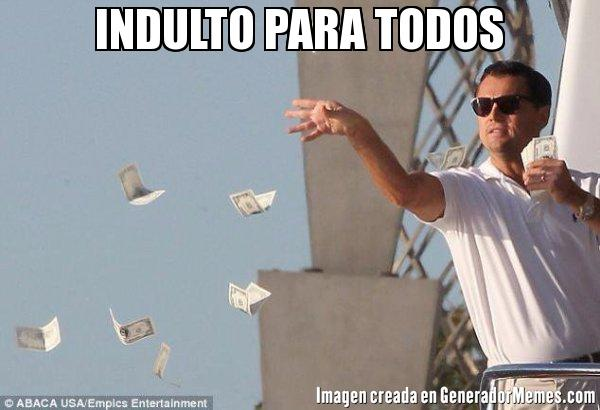 INDULTO PARA TODOS
© ABACA USA/Empics Entertainment
Imagen creada en GeneradorMemes.com